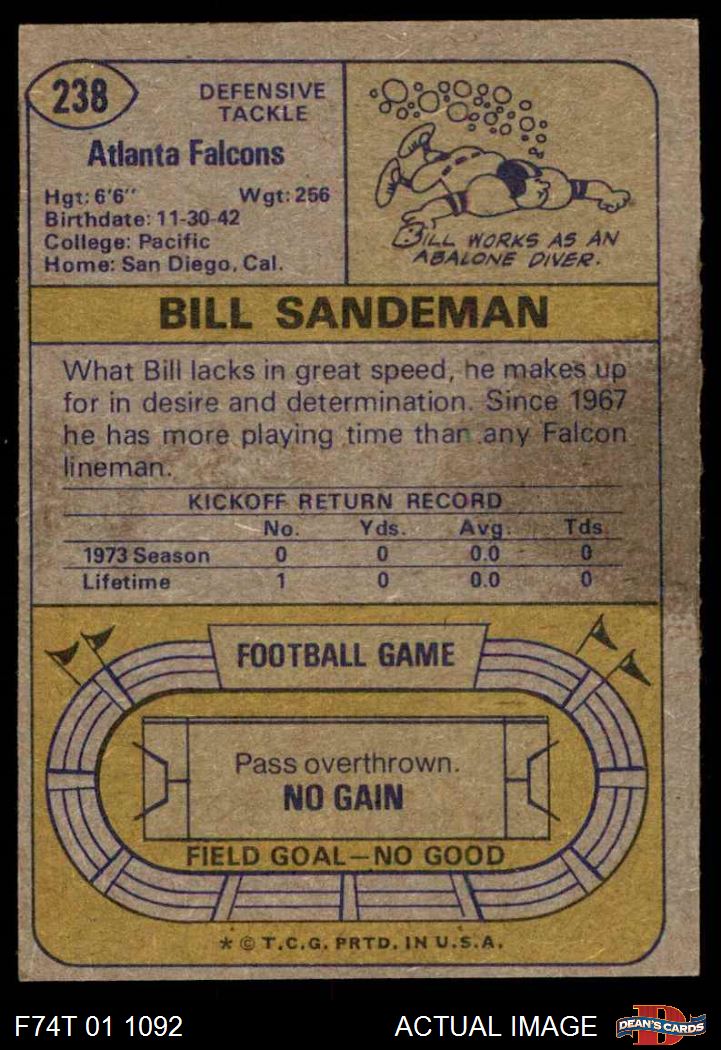 238
DEFENSIVE
TACKLE
Atlanta Falcons
Hgt: 6'6" Wgt: 256
Birthdate: 11-30-42
College: Pacific
Home: San Diego, Cal.
BILL WORKS AS AN
ABALONE DIVER.
BILL SANDEMAN
What Bill lacks in great speed, he makes up
for in desire and determination. Since 1967
he has more playing time than any Falcon
lineman.
KICKOFF RETURN RECORD
No. Yds. Avg. Tds
1973 Season 0 0 0.0 0
Lifetime 1 0 0.0 0
FOOTBALL GAME
Pass overthrown.
NO GAIN
FIELD GOAL—NO GOOD
* © T.C.G. PRTD. IN U.S.A.
F74T 01 1092 ACTUAL IMAGE
D
DEAN'S CARDS